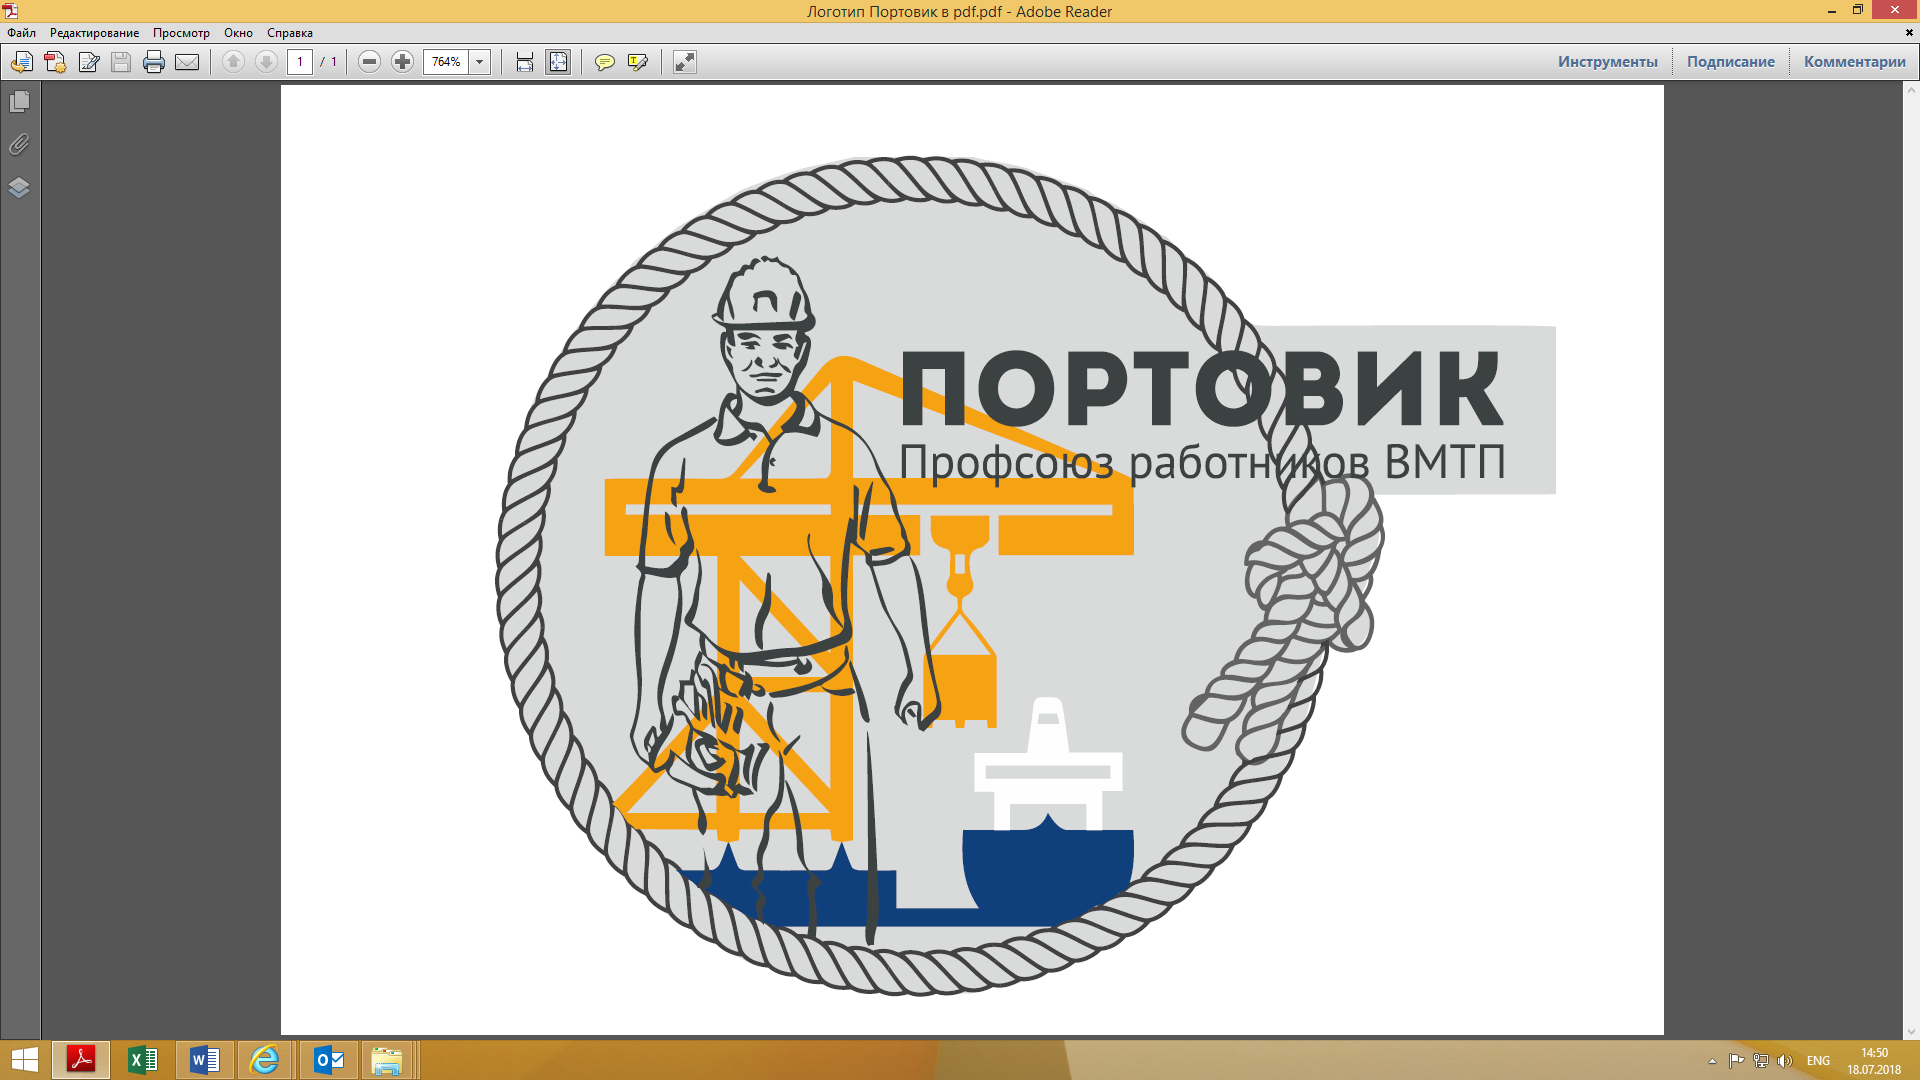 Логотип Портовик в pdf.pdf - Adobe Reader
Файл Редактирование Просмотр Окно Справка
1 / 1 764% Инструменты Подписание Комментарии
ПОРТОВИК
Профсоюз работников ВМТП
ENG
14:50
18.07.2018